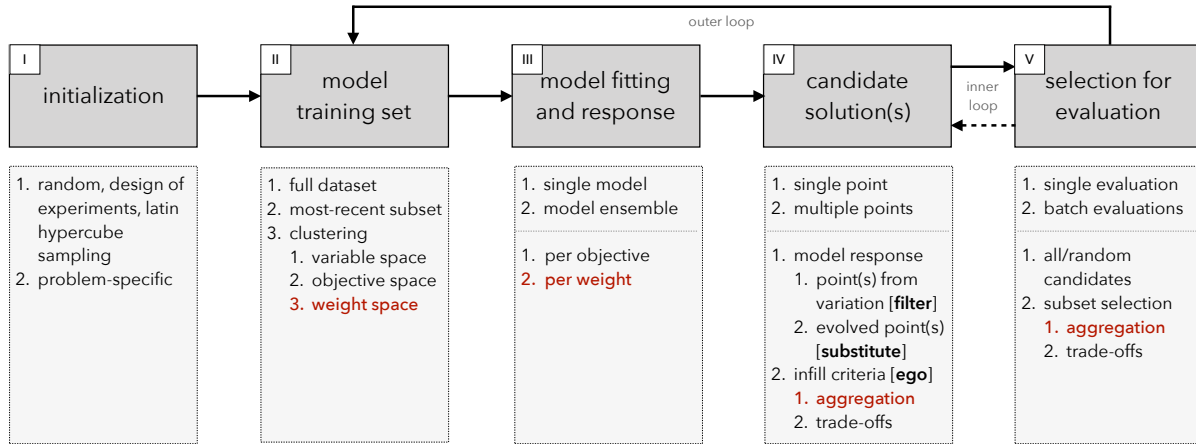 outer loop
I
initialization
II
model
training set
III
model fitting
and response
IV
candidate
solution(s)
inner
loop
V
selection for
evaluation
1. random, design of
experiments, latin
hypercube
sampling
2. problem-specific
1. full dataset
2. most-recent subset
3. clustering
1. variable space
2. objective space
3. weight space
1. single model
2. model ensemble
1. per objective
2. per weight
1. single point
2. multiple points
1. model response
1. point(s) from
variation [filter]
2. evolved point(s)
[substitute]
2. infill criteria [ego]
1. aggregation
2. trade-offs
1. single evaluation
2. batch evaluations
1. all/random
candidates
2. subset selection
1. aggregation
2. trade-offs